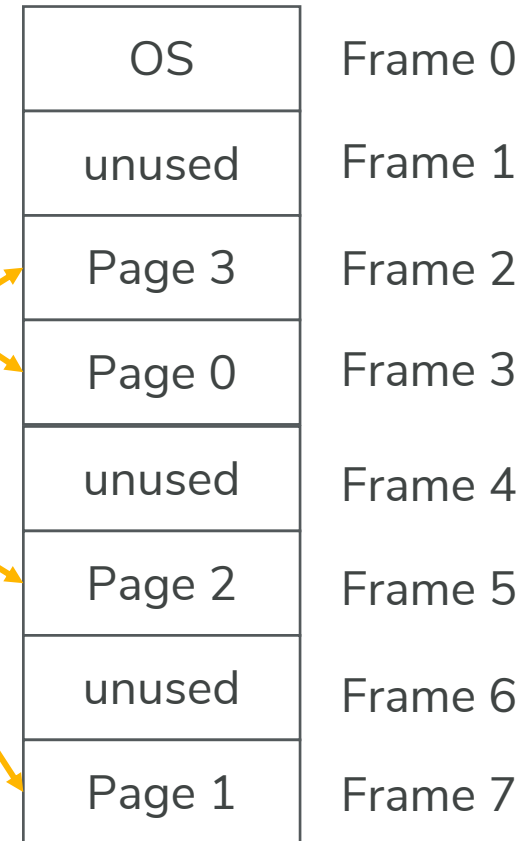 OS Frame 0
unused Frame 1
Page 3 Frame 2
Page 0 Frame 3
unused Frame 4
Page 2 Frame 5
unused Frame 6
Page 1 Frame 7